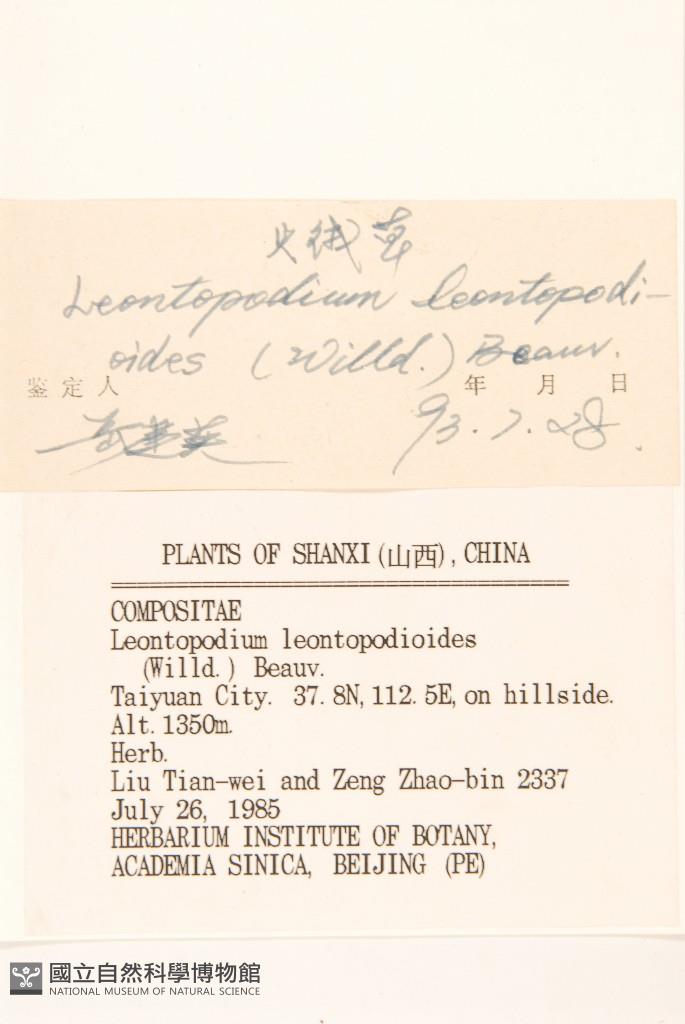 火绒草
Leontopodium leontopodi-
oides (Willd.) Beauv.
鉴定人 年 月 日
93.7.28.
PLANTS OF SHANXI(山西), CHINA
COMPOSITAE
Leontopodium leontopodioides
(Willd.) Beauv.
Taiyuan City. 37.8N, 112.5E, on hillside.
Alt. 1350m.
Herb.
Liu Tian-wei and Zeng Zhao-bin 2337
July 26, 1985
HERBARIUM INSTITUTE OF BOTANY,
ACADEMIA SINICA, BEIJING (PE)
國立自然科學博物館
NATIONAL MUSEUM OF NATURAL SCIENCE